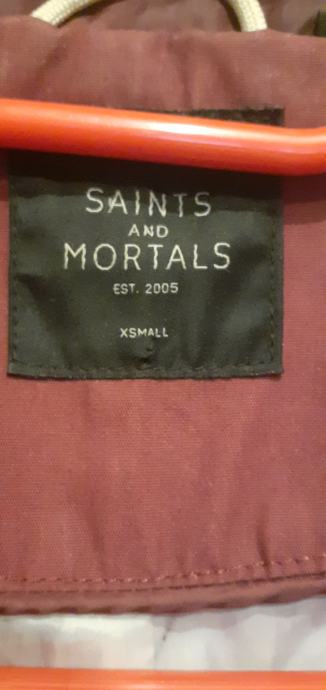 SAINTS
AND
MORTALS
EST. 2005
XSMALL